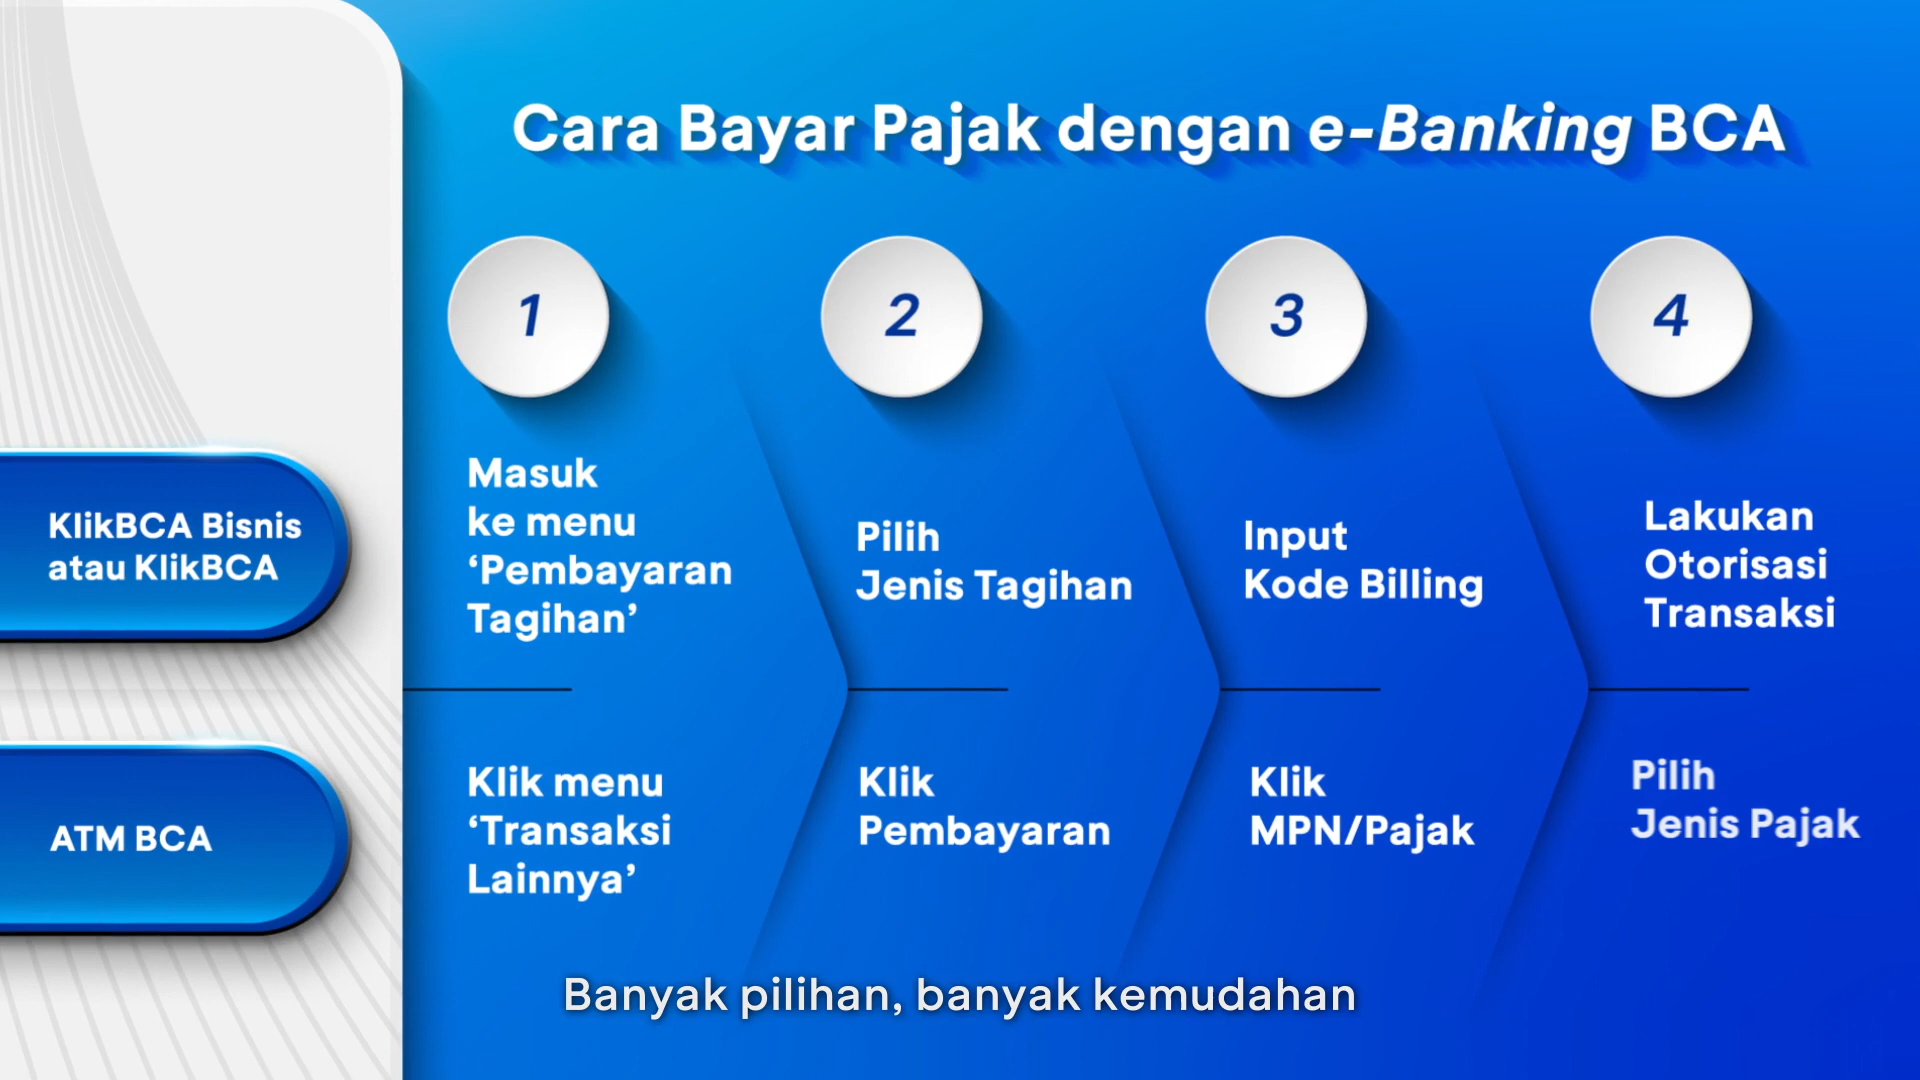 Cara Bayar Pajak dengan e-Banking BCA
1
2
3
4
KlikBCA Bisnis
atau KlikBCA
Masuk
ke menu
‘Pembayaran
Tagihan’
Pilih
Jenis Tagihan
Input
Kode Billing
Lakukan
Otorisasi
Transaksi
ATM BCA
Klik menu
‘Transaksi
Lainnya’
Klik
Pembayaran
Klik
MPN/Pajak
Pilih
Jenis Pajak
Banyak pilihan, banyak kemudahan